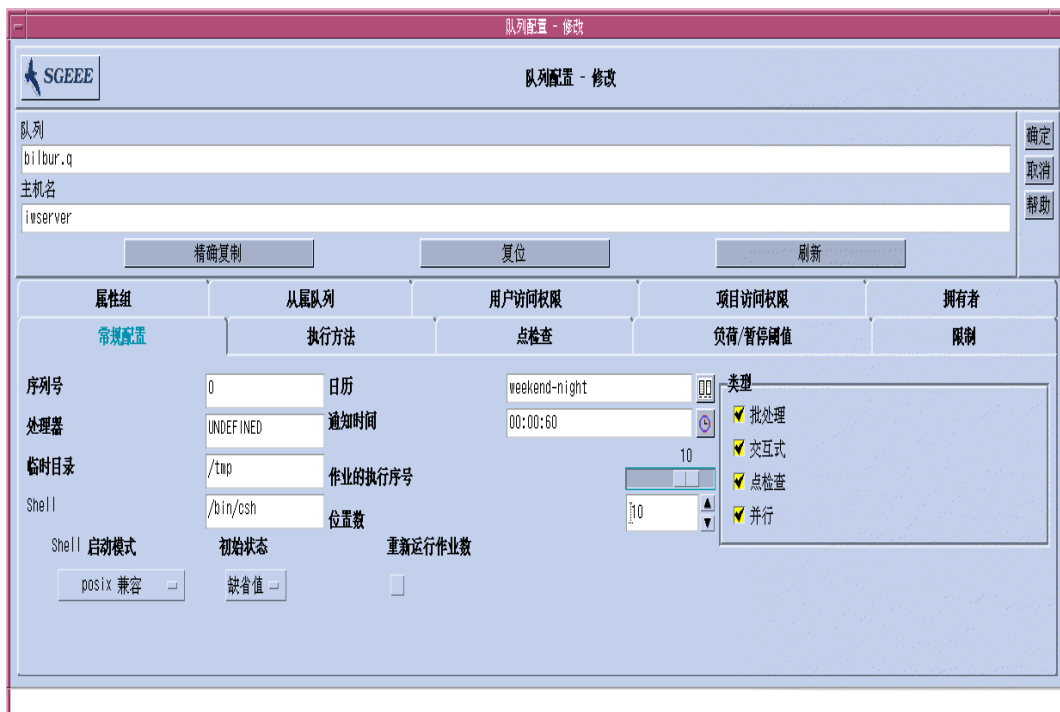 队列配置 - 修改
SGEEE
队列配置 - 修改
队列
bilbur.q
主机名
iwserver
确定
取消
帮助
精确复制 复位 刷新
属性组 从属队列 用户访问权限 项目访问权限 拥有者
常规配置 执行方法 点检查 负荷/暂停阈值 限制
序列号 0 日历 weekend-night
处理器 UNDEFINED 通知时间 00:00:60
临时目录 /tmp 作业的执行序号 10
Shell /bin/csh 位置数 10
类型
批处理
交互式
点检查
并行
Shell 启动模式 初始状态 重新运行作业数
posix 兼容 缺省值